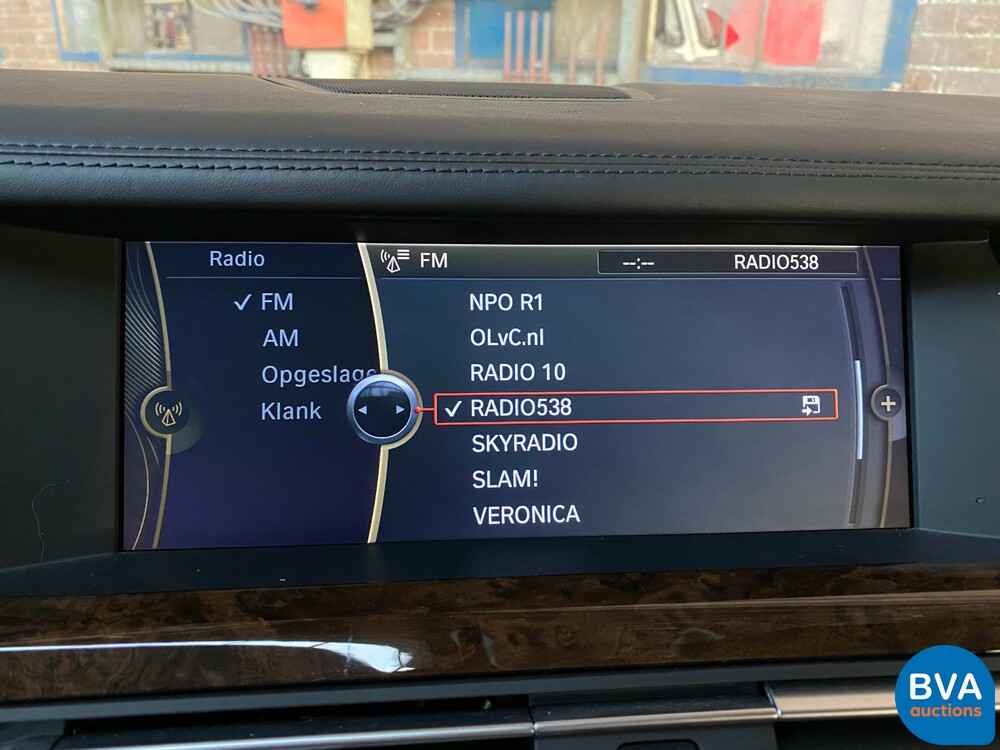 Radio
FM
--:--
RADIO538
✓ FM
AM
Opgeslage
Klank
NPO R1
OLvC.nl
RADIO 10
✓ RADIO538
SKYRADIO
SLAM!
VERONICA
BVA
auctions